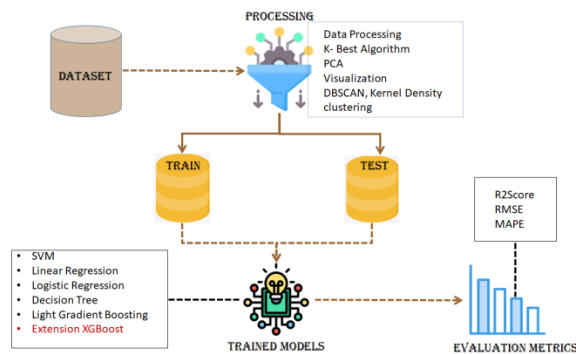 PROCESSING
Data Processing
K- Best Algorithm
PCA
Visualization
DBSCAN, Kernel Density
clustering
DATASET
TRAIN
TEST
R2Score
RMSE
MAPE
• SVM
• Linear Regression
• Logistic Regression
• Decision Tree
• Light Gradient Boosting
• Extension XGBoost
TRAINED MODELS
EVALUATION METRICS